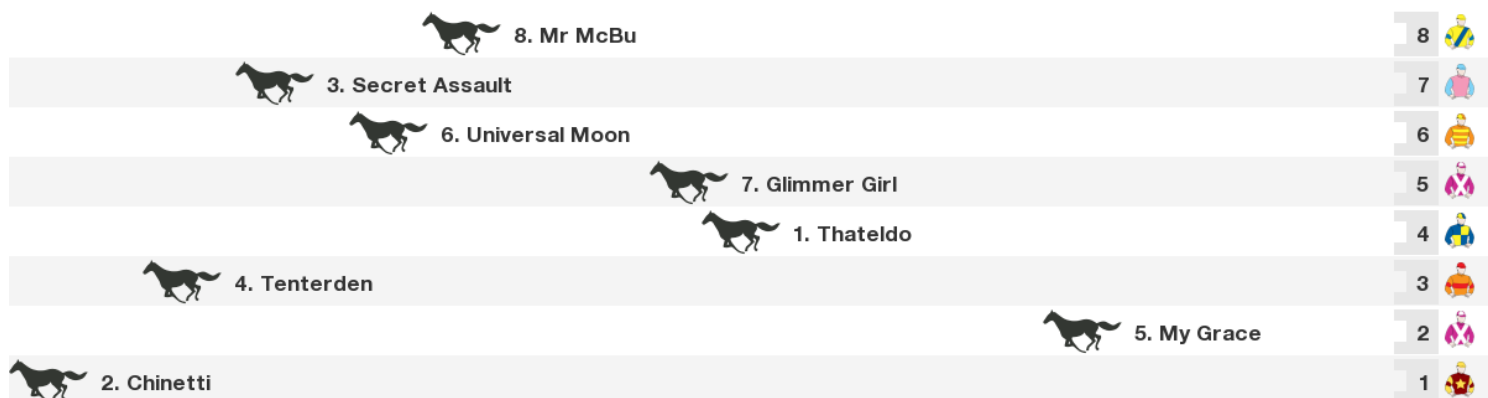 8. Mr McBu 8
3. Secret Assault 7
6. Universal Moon 6
7. Glimmer Girl 5
1. Thateldo 4
4. Tenterden 3
5. My Grace 2
2. Chinetti 1